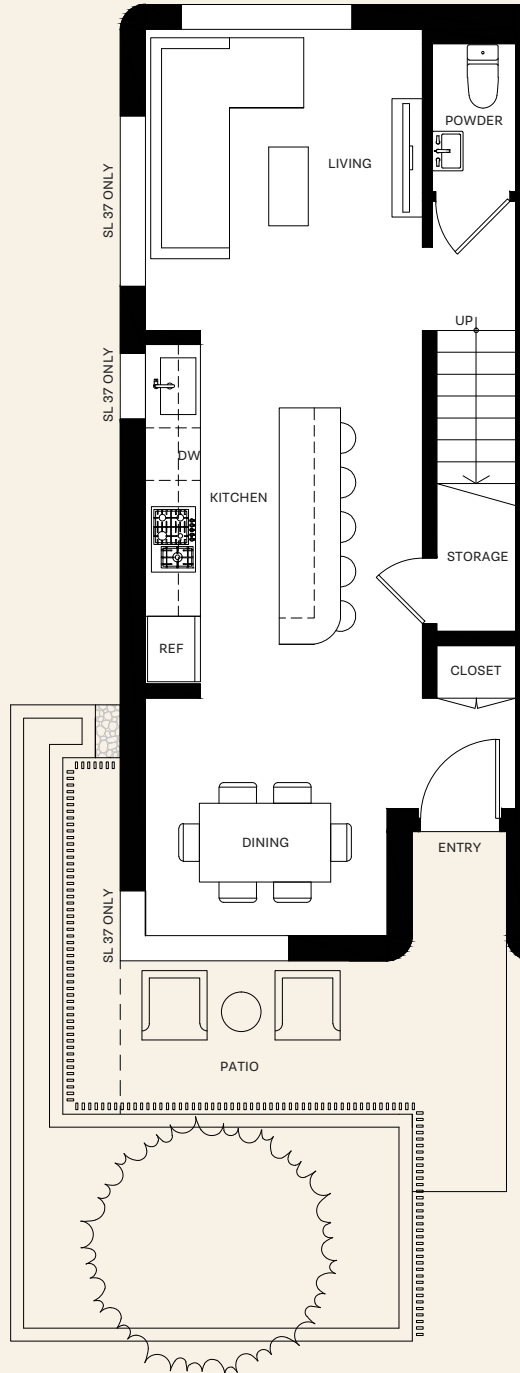 POWDER
LIVING
SL 37 ONLY
UP
SL 37 ONLY
DW
KITCHEN
STORAGE
REF
CLOSET
DINING
ENTRY
SL 37 ONLY
PATIO